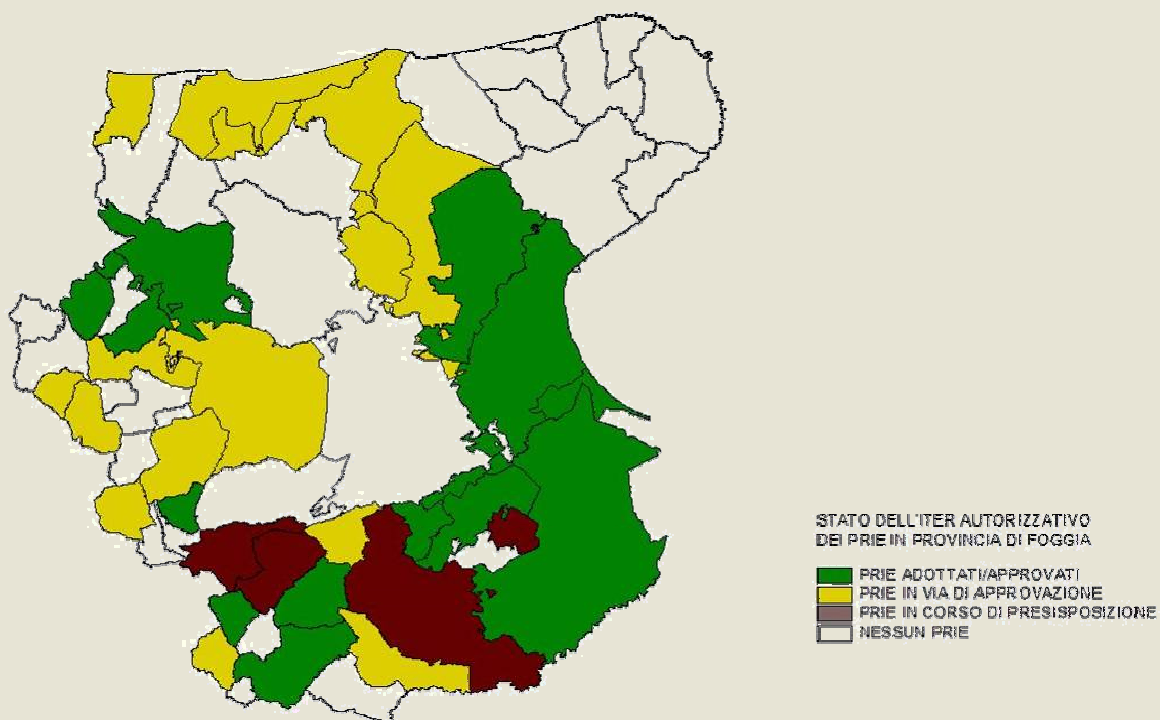 STATO DELL'ITER AUTORIZZATIVO
DEI PRIE IN PROVINCIA DI FOGGIA
PRIE ADOTTATI/APPROVATI
PRIE IN VIA DI APPROVAZIONE
PRIE IN CORSO DI PRESISPOSIZIONE
NESSUN PRIE